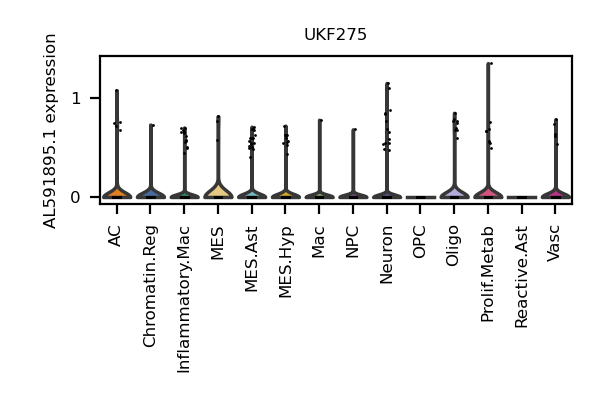 UKF275
AL591895.1 expression
1
0
AC
Chromatin.Reg
Inflammatory.Mac
MES
MES.Ast
MES.Hyp
Mac
NPC
Neuron
OPC
Oligo
Prolif.Metab
Reactive.Ast
Vasc